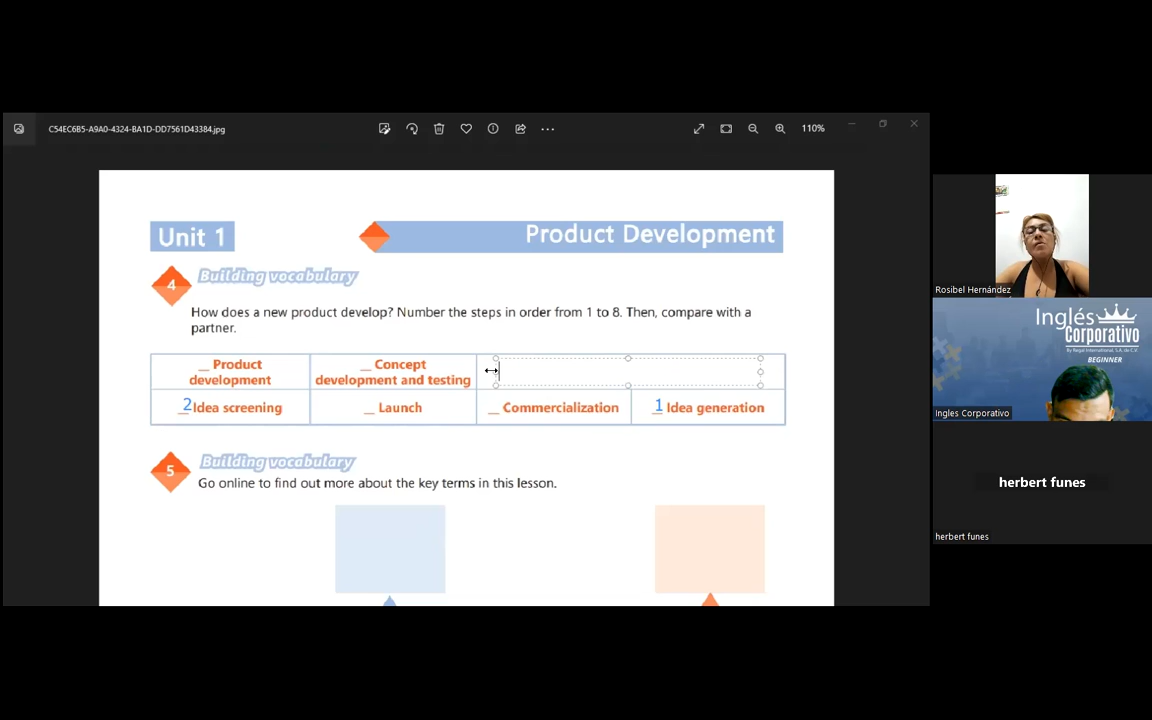 C54EC6B5-A9A0-4324-BA1D-DD7561D43384.jpg
110%
Unit 1
Product Development
4
Building vocabulary
How does a new product develop? Number the steps in order from 1 to 8. Then, compare with a
partner.
__ Product
development
__ Concept
development and testing
2 Idea screening
__ Launch
__ Commercialization
1 Idea generation
5
Building vocabulary
Go online to find out more about the key terms in this lesson.
Rosibel Hernández
Inglés
Corporativo
By Regal International, S.A. de C.V.
BEGINNER
Ingles Corporativo
herbert funes
herbert funes